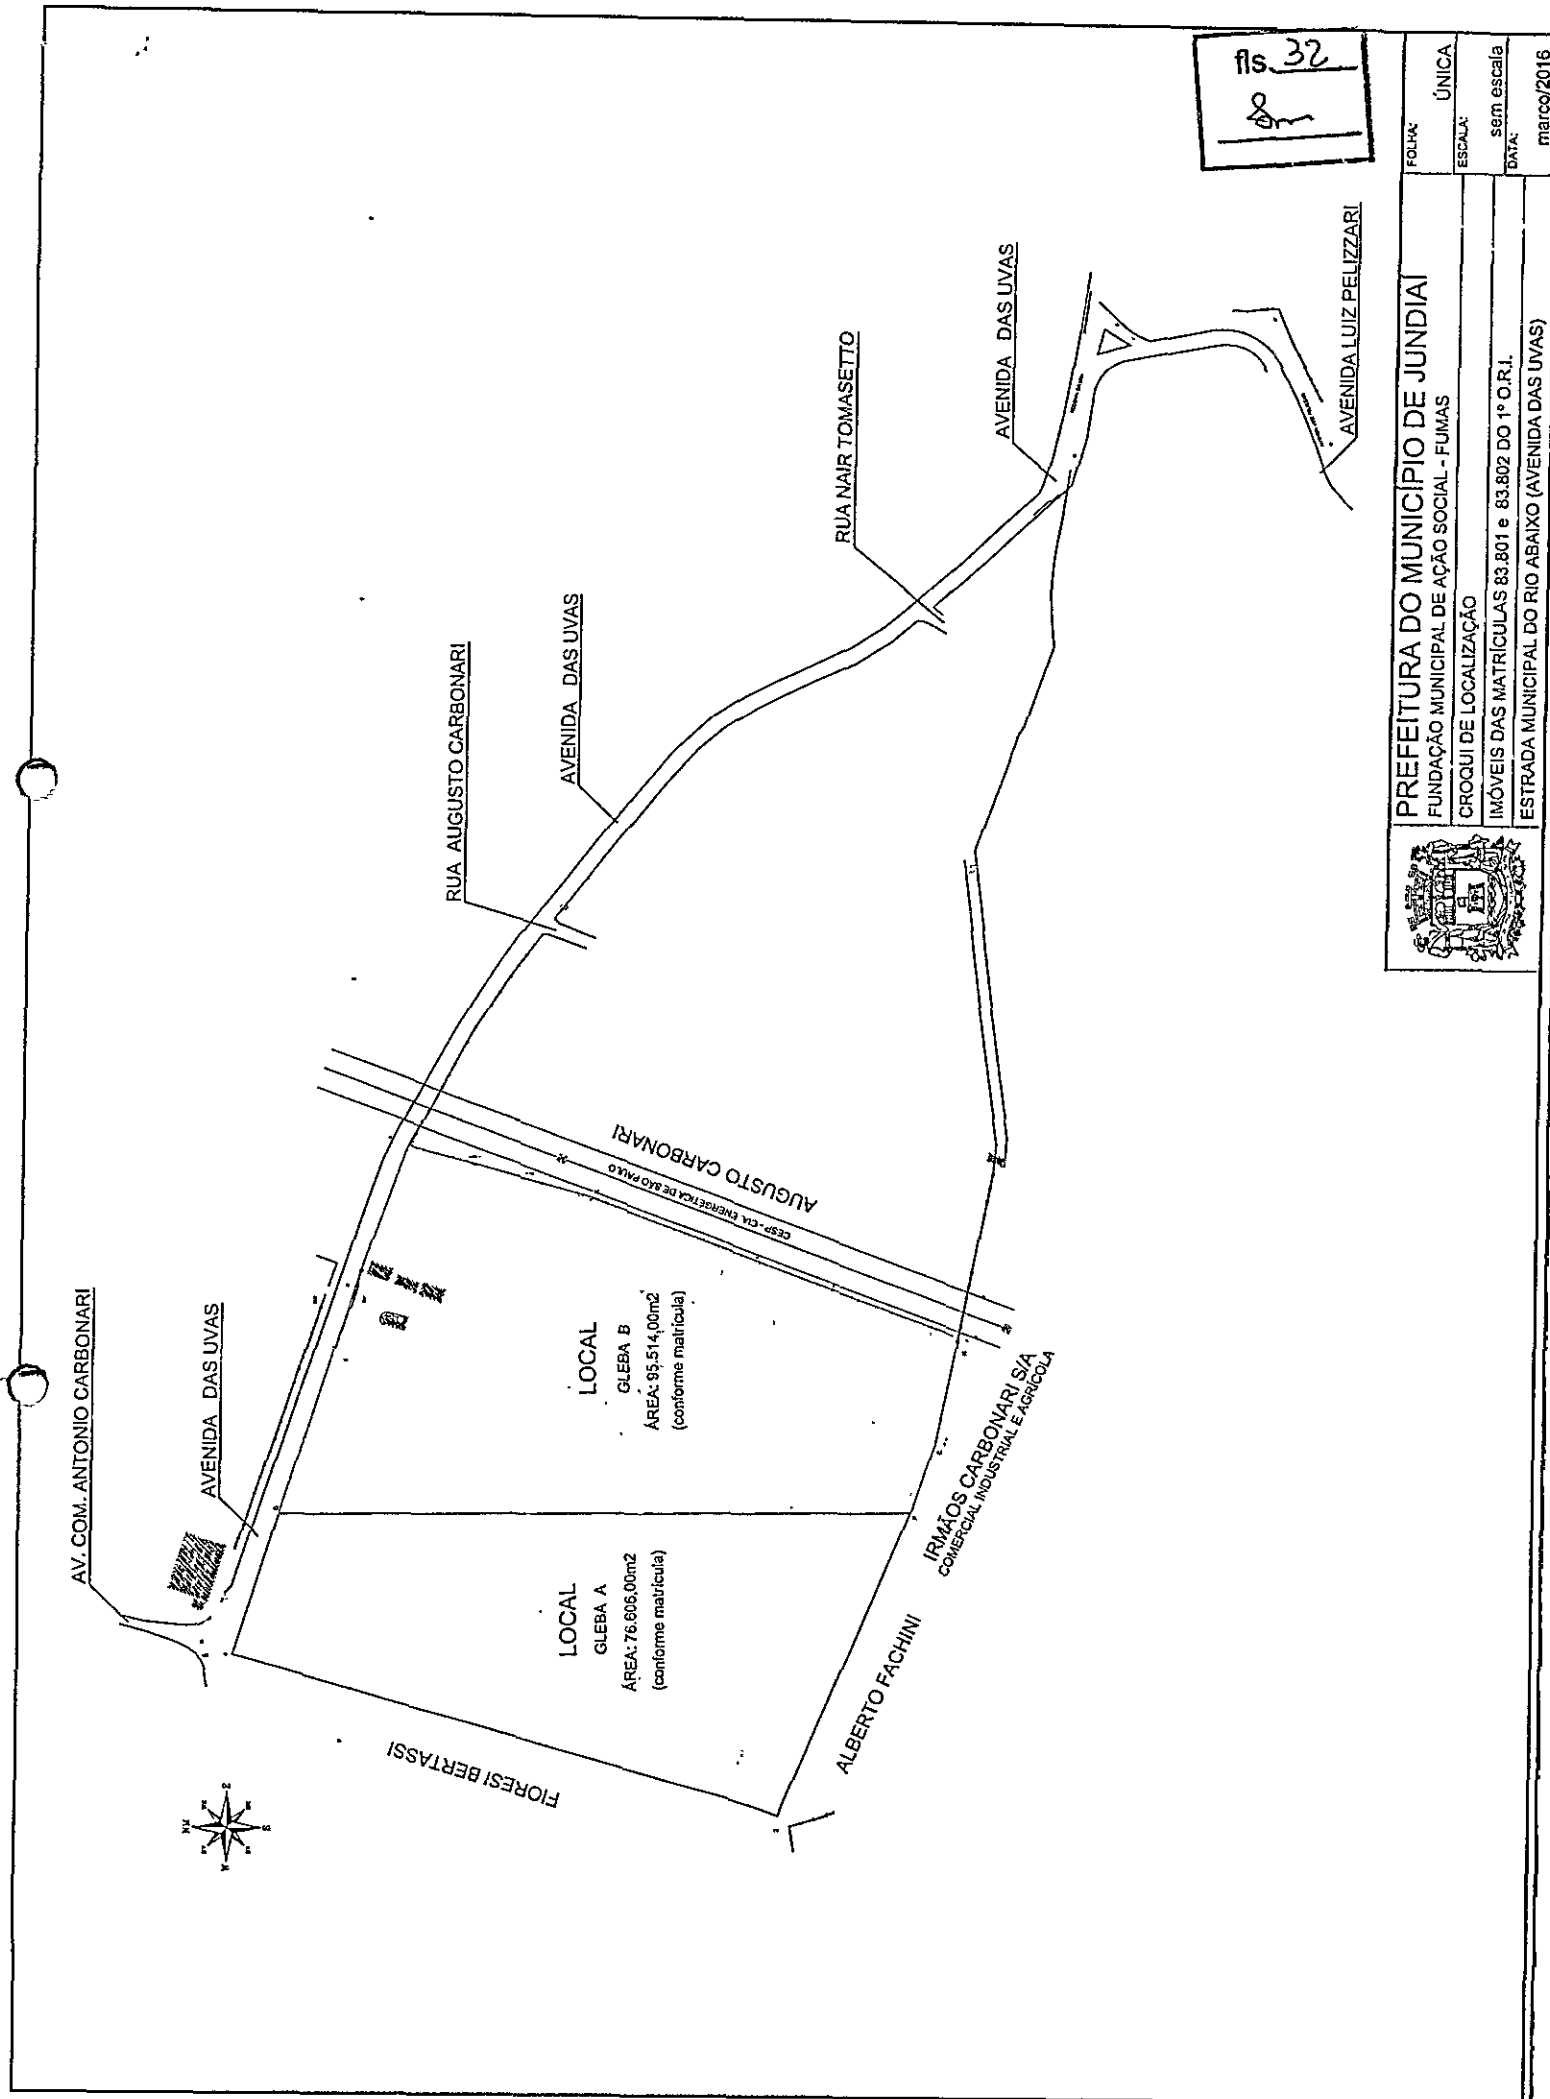 fls. 32
AV. COM. ANTONIO CARBONARI
AVENIDA DAS UVAS
RUA AUGUSTO CARBONARI
AVENIDA DAS UVAS
RUA NAIR TOMASETTO
AVENIDA DAS UVAS
AVENIDA LUIZ PELIZZARI
AUGUSTO CARBONARI
CESP - CIA. ENERGÉTICA DE SÃO PAULO
LOCAL
GLEBA A
ÁREA: 76.606,00m2
(conforme matrícula)
LOCAL
GLEBA B
ÁREA: 95.514,00m2
(conforme matrícula)
FIORESI BERTASSI
ALBERTO FACHINI
IRMÃOS CARBONARI S/A
COMERCIAL INDUSTRIAL E AGRÍCOLA
PREFEITURA DO MUNICÍPIO DE JUNDIAÍ
FUNDAÇÃO MUNICIPAL DE AÇÃO SOCIAL - FUMAS
CROQUI DE LOCALIZAÇÃO
IMÓVEIS DAS MATRÍCULAS 83.801 e 83.802 DO 1º O.R.I.
ESTRADA MUNICIPAL DO RIO ABAIXO (AVENIDA DAS UVAS)
FOLHA:
ÚNICA
ESCALA:
sem escala
DATA:
marco/2016